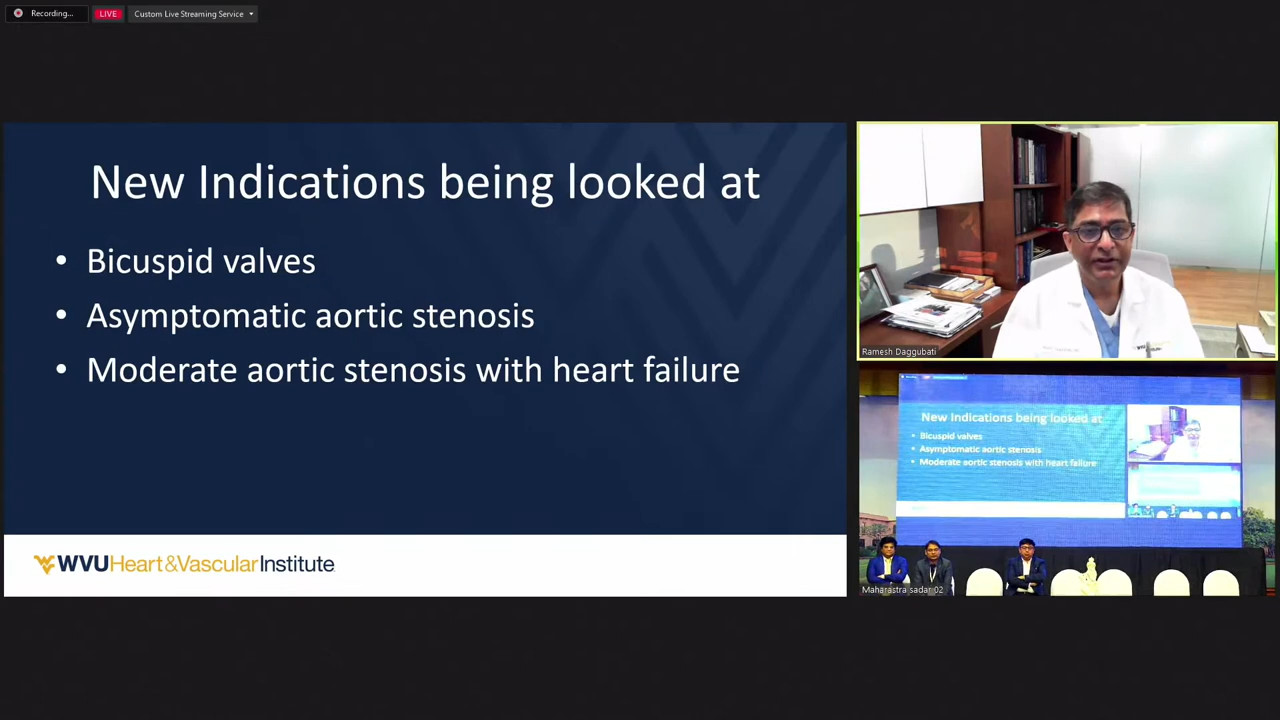 Recording...
LIVE
Custom Live Streaming Service
New Indications being looked at
• Bicuspid valves
• Asymptomatic aortic stenosis
• Moderate aortic stenosis with heart failure
WVUHeart&VascularInstitute
Ramesh Daggubati
WVU
New Indications being looked at
• Bicuspid valves
• Asymptomatic aortic stenosis
• Moderate aortic stenosis with heart failure
Maharastra sadar 02